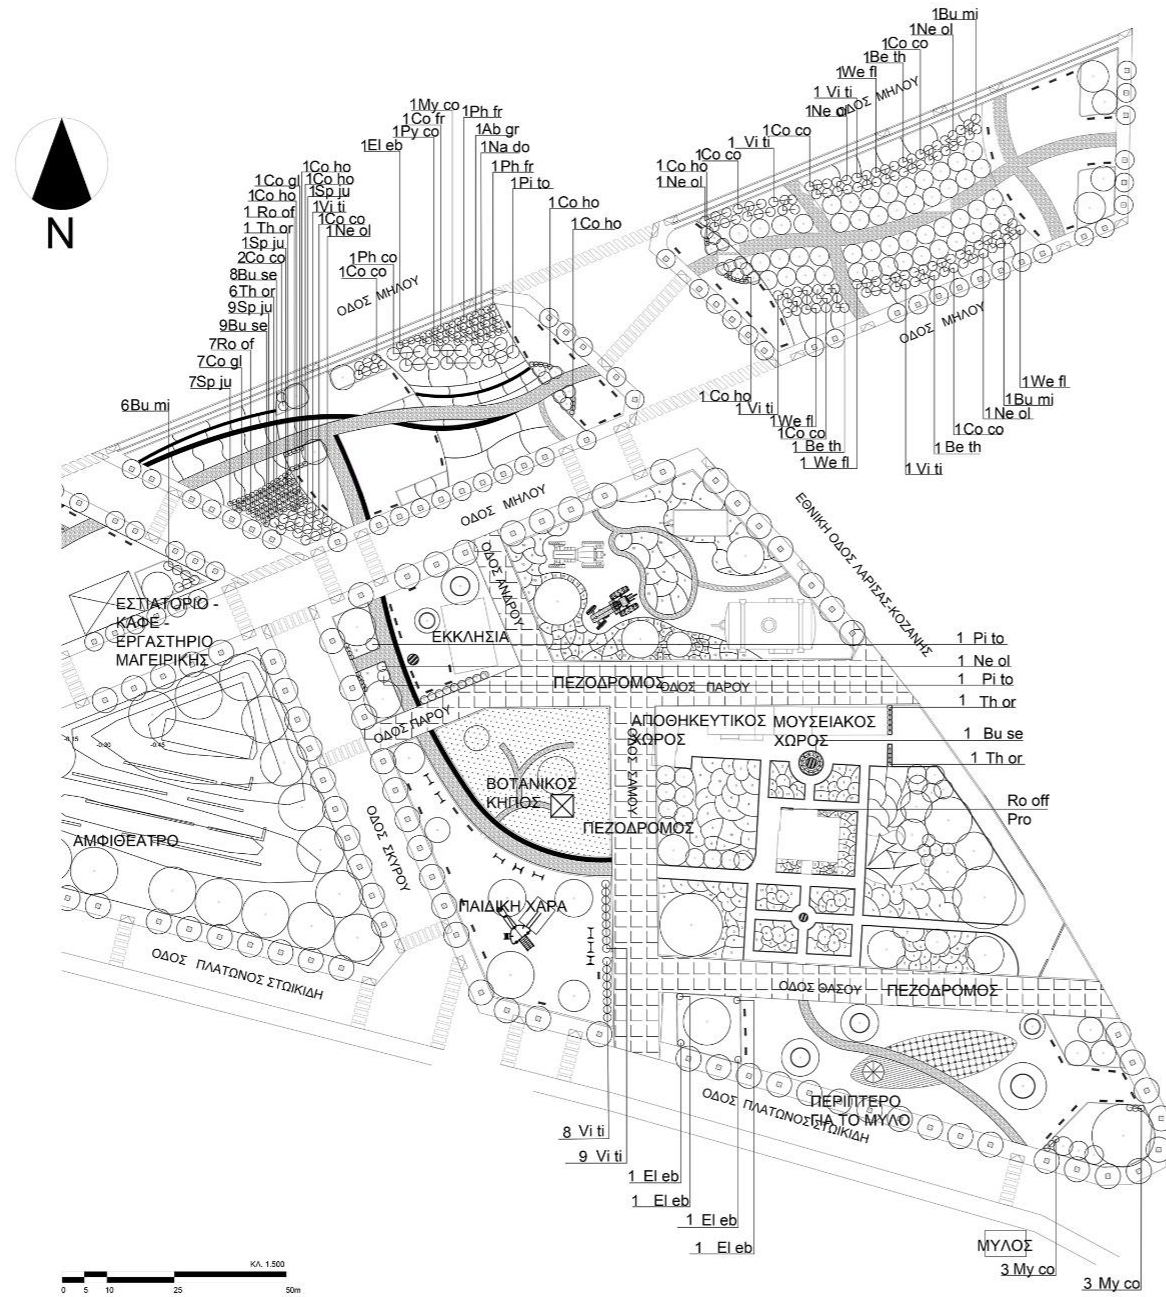 1Bu mi
1Ne ol
1Co co
1Be th
1We fl
ΟΔΟΣ ΜΗΛΟΥ
1 Vi ti
1Ne ol
1Co co
1 Vi ti
1Co co
1Co ho
1Ne ol
1My co
1Co fr
1Ph fr
1Py co
1Ab gr
1El eb
1Na do
1Ph fr
1Pi to
1Co ho
1Co ho
1Co ho
1Co gl
1Co ho
1Co ho
1Sp ju
1 Ro of
1Vi ti
1 Th or
1Co co
1Sp ju
1Ne ol
2Co co
8Bu se
6Th or
9Sp ju
9Bu se
7Ro of
7Co gl
7Sp ju
6Bu mi
1Ph co
1Co co
N
ΟΔΟΣ ΜΗΛΟΥ
ΟΔΟΣ ΜΗΛΟΥ
1Co ho
1Vi ti
1We fl
1Co co
1 Be th
1 We fl
1We fl
1Bu mi
1Ne ol
1Co co
1 Be th
1 Vi ti
ΟΔΟΣ ΜΗΛΟΥ
ΕΘΝΙΚΗ ΟΔΟΣ ΛΑΡΙΣΑΣ-ΚΟΖΑΝΗΣ
ΟΔΟΣ ΑΝΔΡΟΥ
ΕΣΤΙΑΤΟΡΙΟ -
ΚΑΦΕ -
ΕΡΓΑΣΤΗΡΙΟ
ΜΑΓΕΙΡΙΚΗΣ
ΕΚΚΛΗΣΙΑ
1 Pi to
1 Ne ol
1 Pi to
1 Th or
1 Bu se
1 Th or
ΠΕΖΟΔΡΟΜΟΣ
ΟΔΟΣ ΠΑΡΟΥ
ΟΔΟΣ ΠΑΡΟΥ
ΑΠΟΘΗΚΕΥΤΙΚΟΣ
ΧΩΡΟΣ
ΜΟΥΣΕΙΑΚΟΣ
ΧΩΡΟΣ
ΟΔΟΣ ΣΑΜΟΥ
-0.15
-0.30
-0.45
ΒΟΤΑΝΙΚΟΣ
ΚΗΠΟΣ
ΠΕΖΟΔΡΟΜΟΣ
Ro off
Pro
ΑΜΦΙΘΕΑΤΡΟ
ΟΔΟΣ ΣΚΥΡΟΥ
ΠΑΙΔΙΚΗ ΧΑΡΑ
ΟΔΟΣ ΠΛΑΤΩΝΟΣ ΣΤΩΙΚΙΔΗ
ΟΔΟΣ ΘΑΣΟΥ
ΠΕΖΟΔΡΟΜΟΣ
ΟΔΟΣ ΠΛΑΤΩΝΟΣ ΣΤΩΙΚΙΔΗ
ΠΕΡΙΠΤΕΡΟ
ΓΙΑ ΤΟ ΜΥΛΟ
8 Vi ti
9 Vi ti
1 El eb
1 El eb
1 El eb
1 El eb
ΜΥΛΟΣ
3 My co
3 My co
ΚΛ. 1.500
0 5 10 25 50m